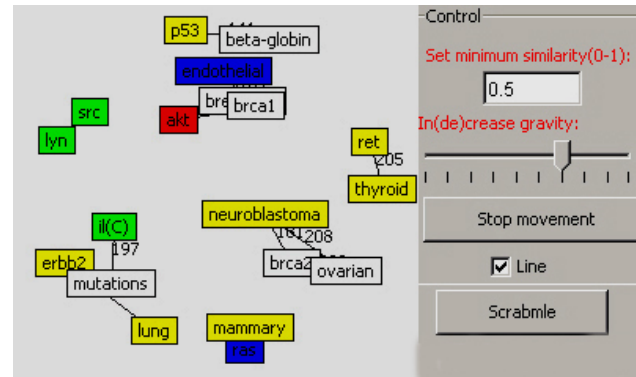 p53
beta-globin
endothelial
bre
brca1
akt
src
lyn
ret
205
thyroid
neuroblastoma
208
brca2
ovarian
il(C)
197
erbb2
mutations
lung
mammary
ras
Control
Set minimum similarity(0-1):
0.5
In(de)crease gravity:
Stop movement
Line
Scrabmle